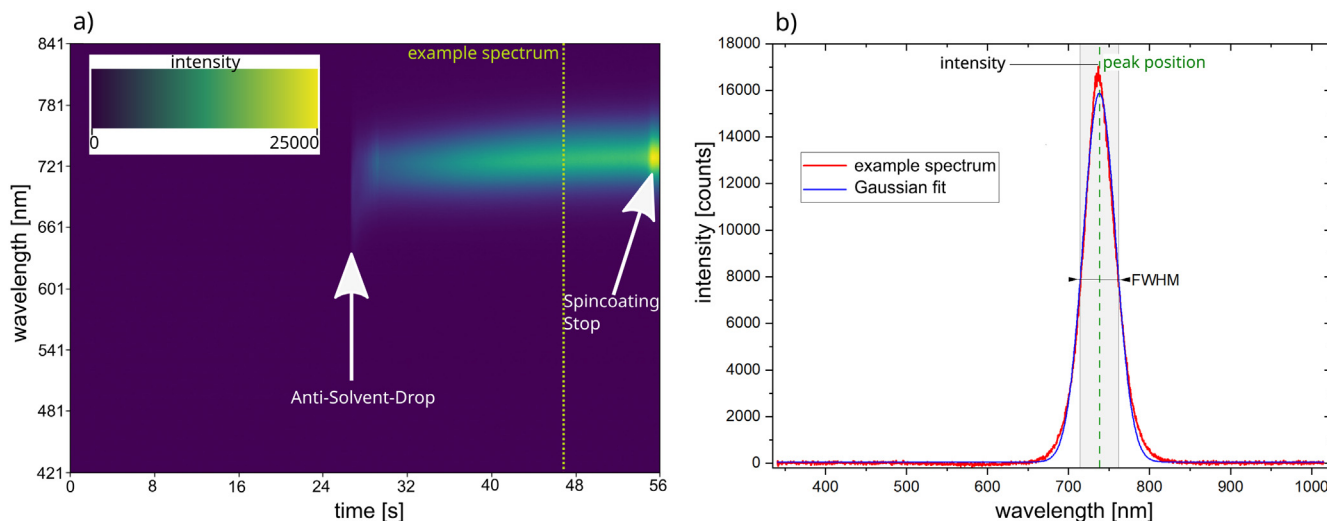 a)
841
781
721
661
601
541
481
421
wavelength [nm]
intensity
0
25000
example spectrum
Anti-Solvent-Drop
Spincoating
Stop
0
8
16
24
32
40
48
56
time [s]
b)
18000
16000
14000
12000
10000
8000
6000
4000
2000
0
intensity [counts]
intensity
peak position
example spectrum
Gaussian fit
FWHM
400
500
600
700
800
900
1000
wavelength [nm]